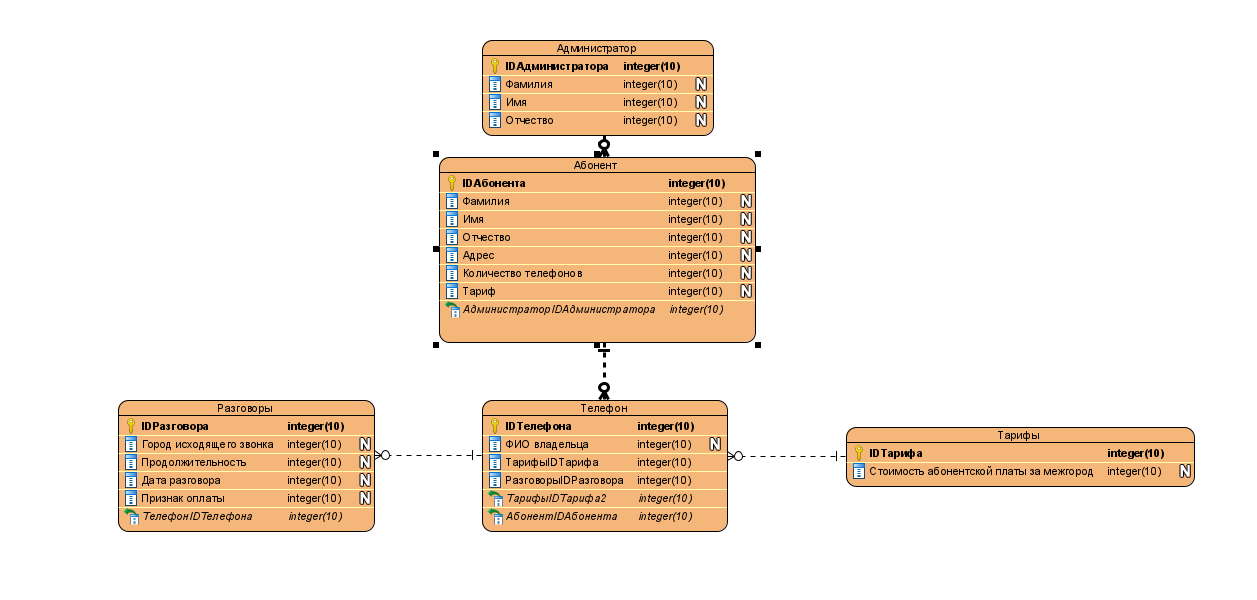 Администратор
IDАдминистратора integer(10)
Фамилия integer(10) N
Имя integer(10) N
Отчество integer(10) N
Абонент
IDАбонента integer(10)
Фамилия integer(10) N
Имя integer(10) N
Отчество integer(10) N
Адрес integer(10) N
Количество телефонов integer(10) N
Тариф integer(10) N
АдминистраторIDАдминистратора integer(10)
Разговоры
IDРазговора integer(10)
Город исходящего звонка integer(10) N
Продолжительность integer(10) N
Дата разговора integer(10) N
Признак оплаты integer(10) N
ТелефонIDТелефона integer(10)
Телефон
IDТелефона integer(10)
ФИО владельца integer(10) N
ТарифыIDТарифа integer(10)
РазговорыIDРазговора integer(10)
ТарифыIDТарифа2 integer(10)
АбонентIDАбонента integer(10)
Тарифы
IDТарифа integer(10)
Стоимость абонентской платы за межгород integer(10) N